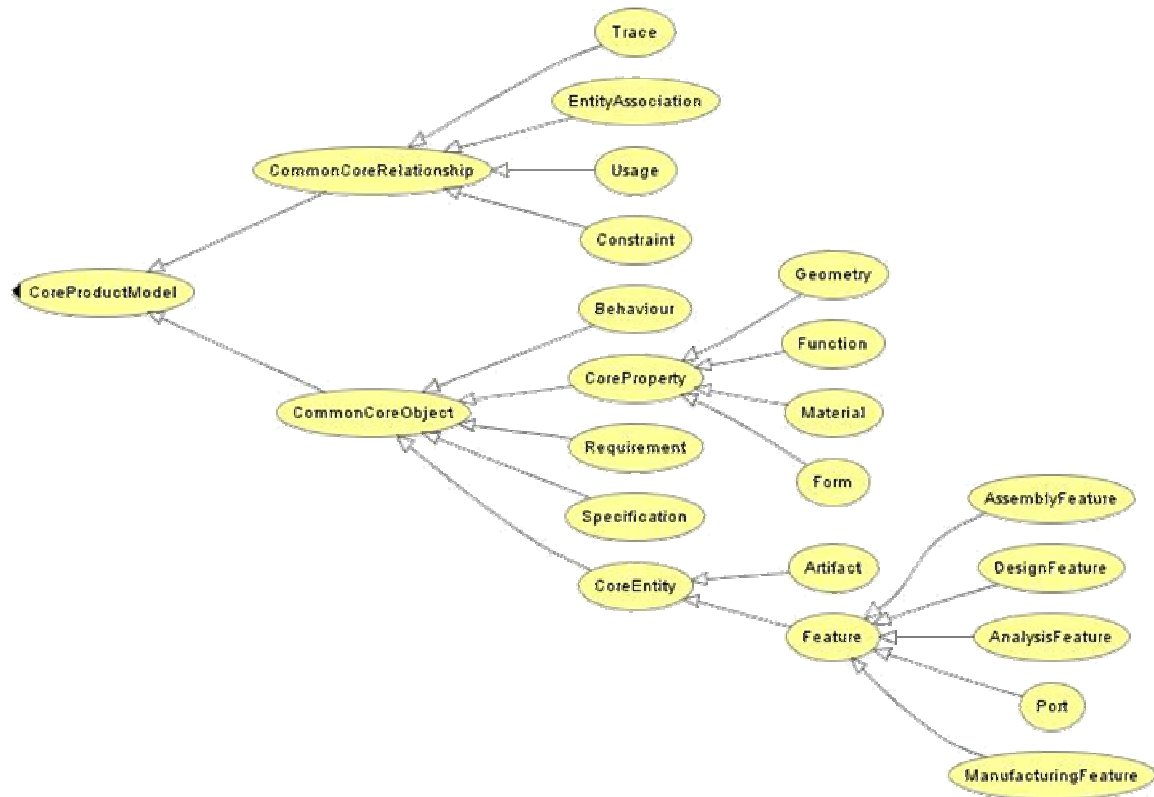 Trace
EntityAssociation
CommonCoreRelationship
Usage
Constraint
Geometry
CoreProductModel
Behaviour
Function
CoreProperty
CommonCoreObject
Material
Requirement
Form
AssemblyFeature
Specification
Artifact
DesignFeature
CoreEntity
Feature
AnalysisFeature
Port
ManufacturingFeature